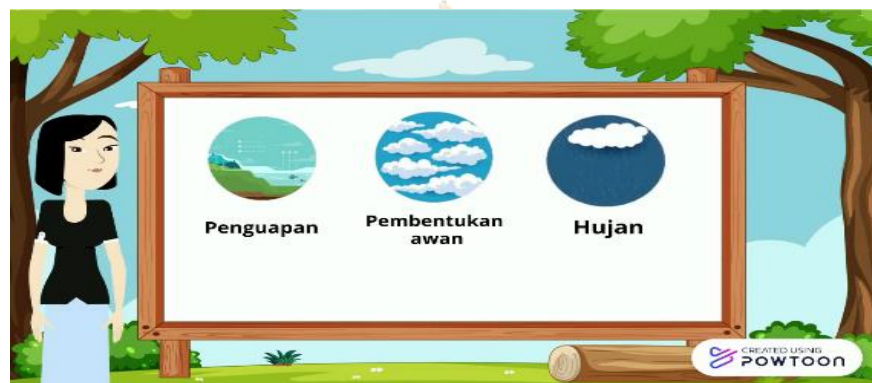 Penguapan
Pembentukan
awan
Hujan
CREATED USING
POWTOON